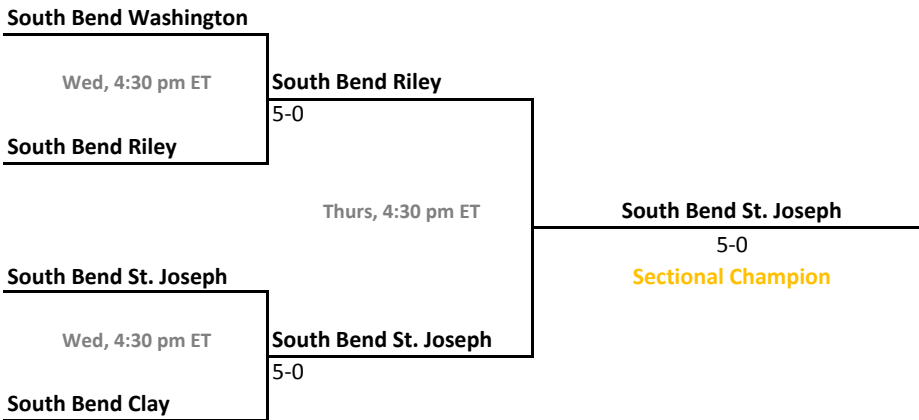 South Bend Washington
Wed, 4:30 pm ET
South Bend Riley
5-0
South Bend Riley
Thurs, 4:30 pm ET
South Bend St. Joseph
5-0
Sectional Champion
South Bend St. Joseph
Wed, 4:30 pm ET
South Bend St. Joseph
5-0
South Bend Clay